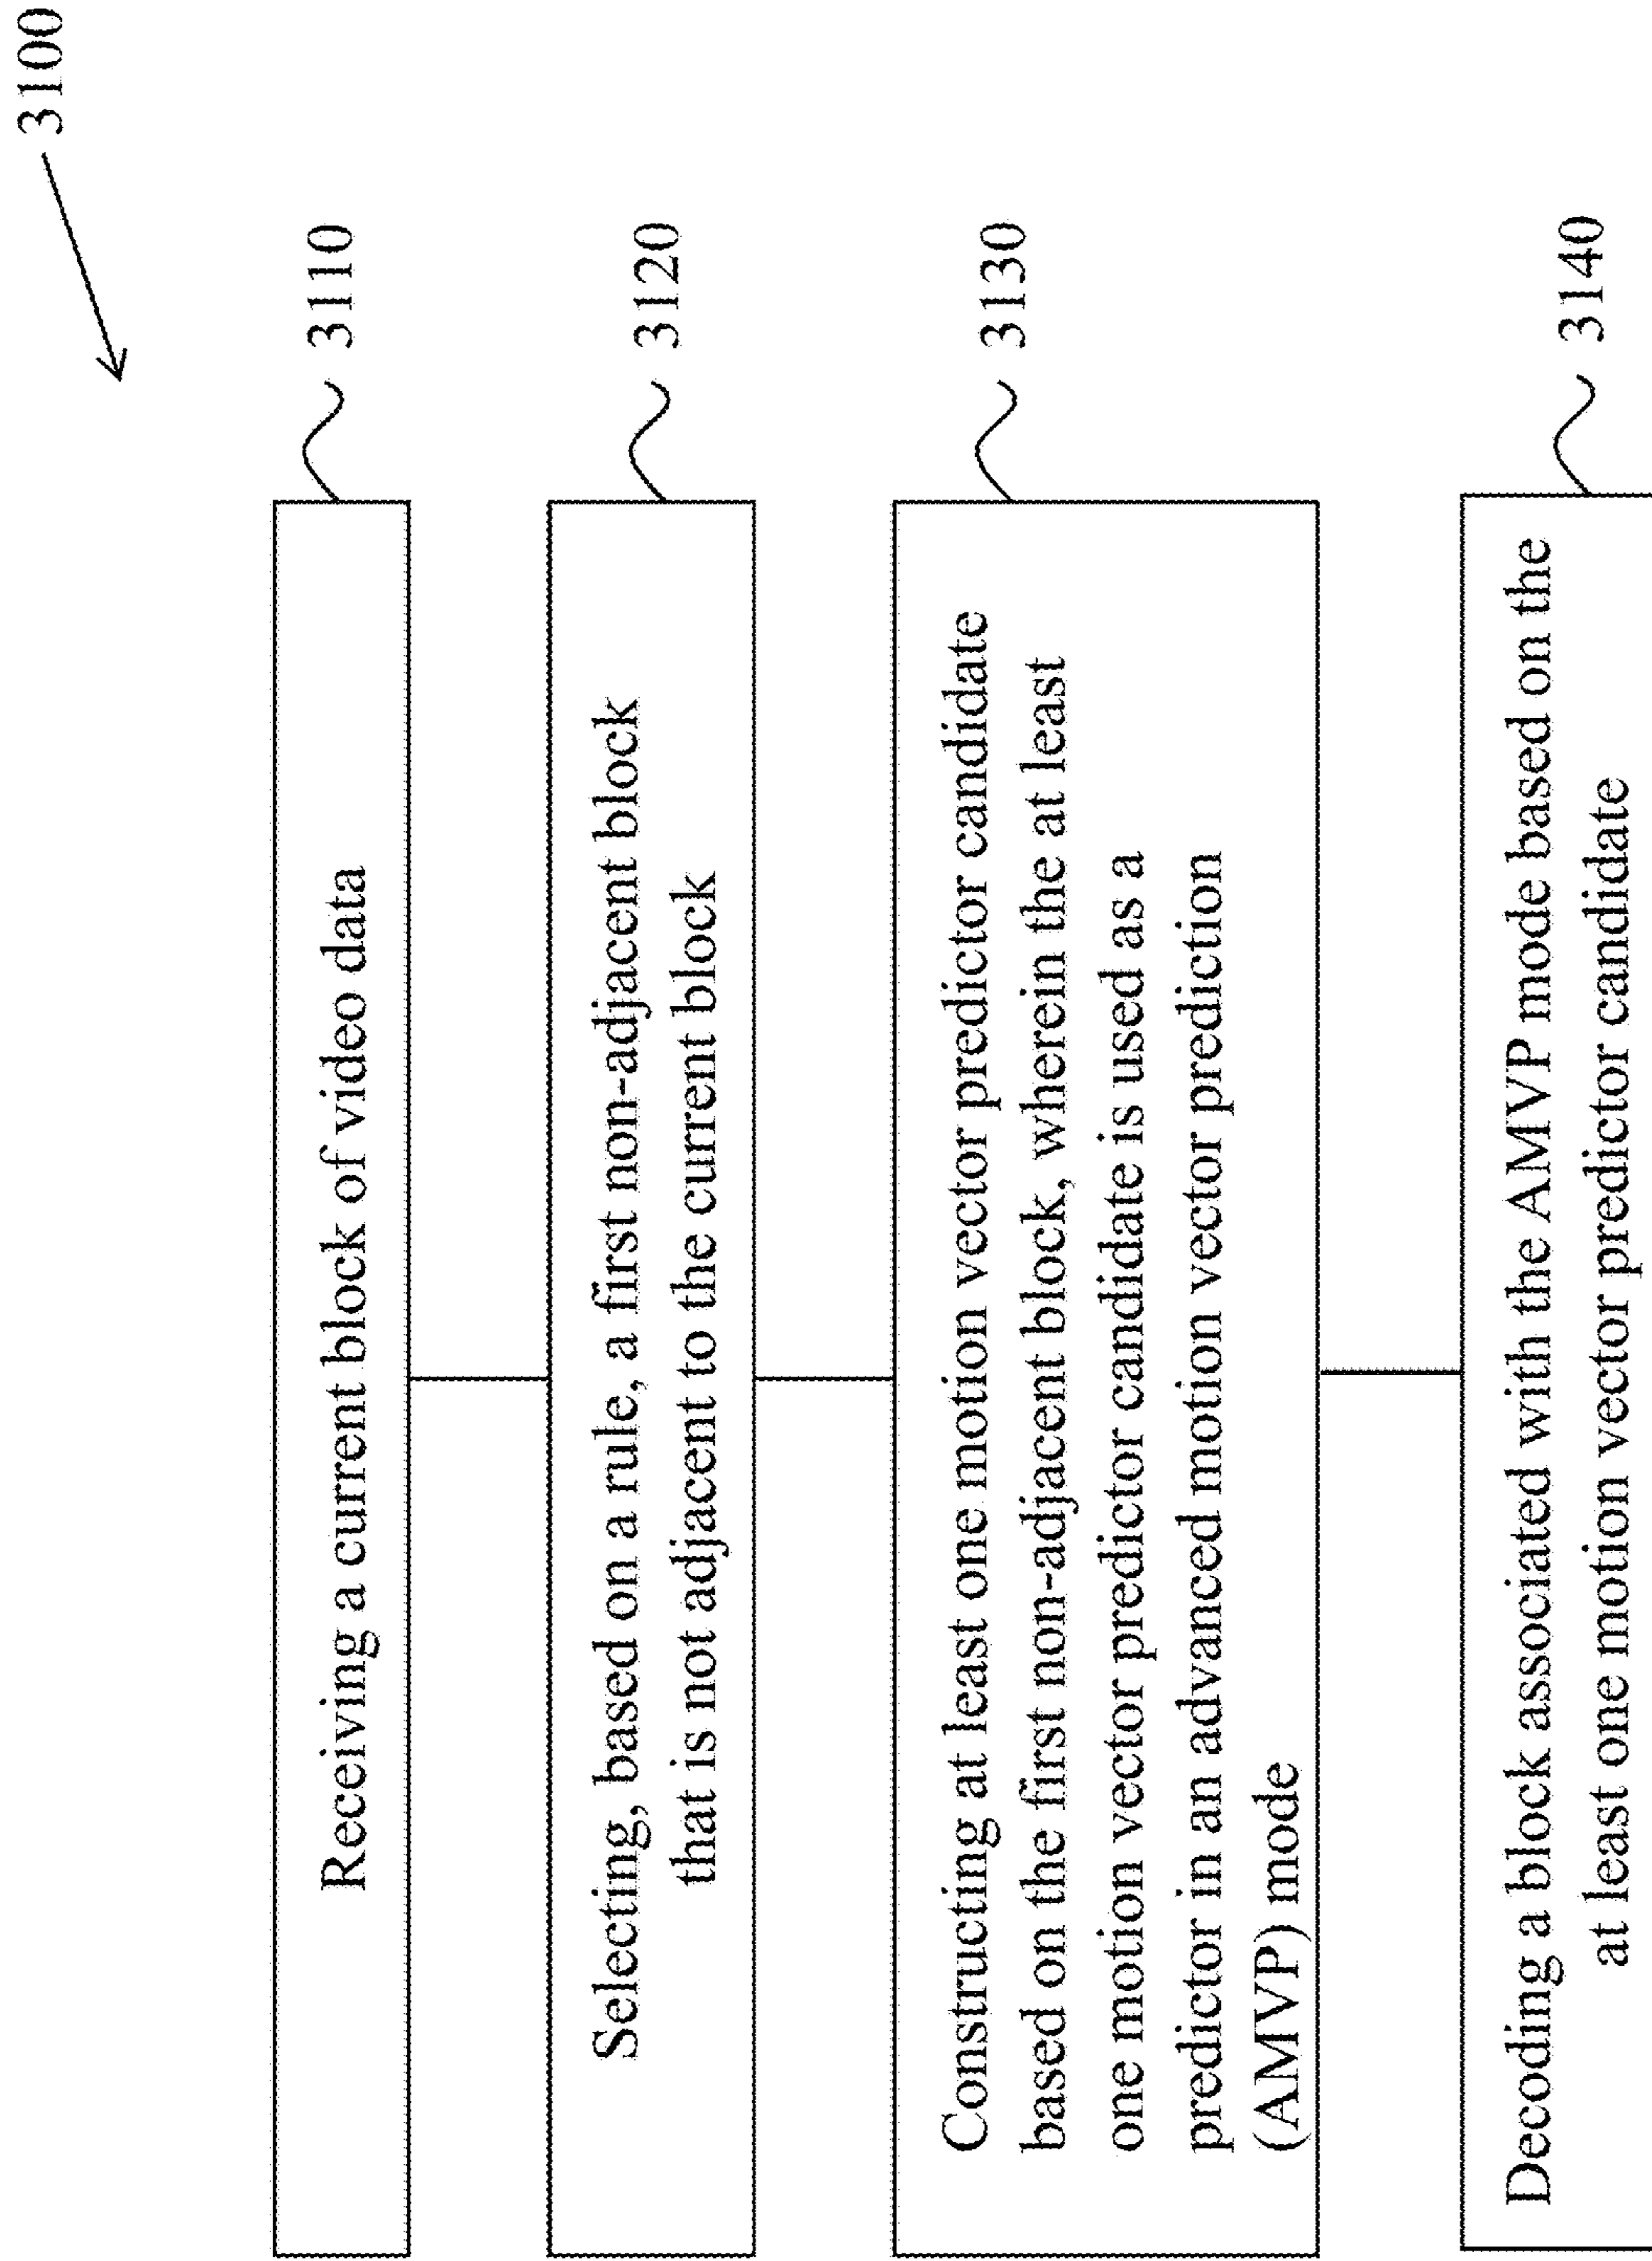 3100
Receiving a current block of video data
3110
Selecting, based on a rule, a first non-adjacent block
that is not adjacent to the current block
3120
Constructing at least one motion vector predictor candidate
based on the first non-adjacent block, wherein the at least
one motion vector predictor candidate is used as a
predictor in an advanced motion vector prediction
(AMVP) mode
3130
Decoding a block associated with the AMVP mode based on the
at least one motion vector predictor candidate
3140